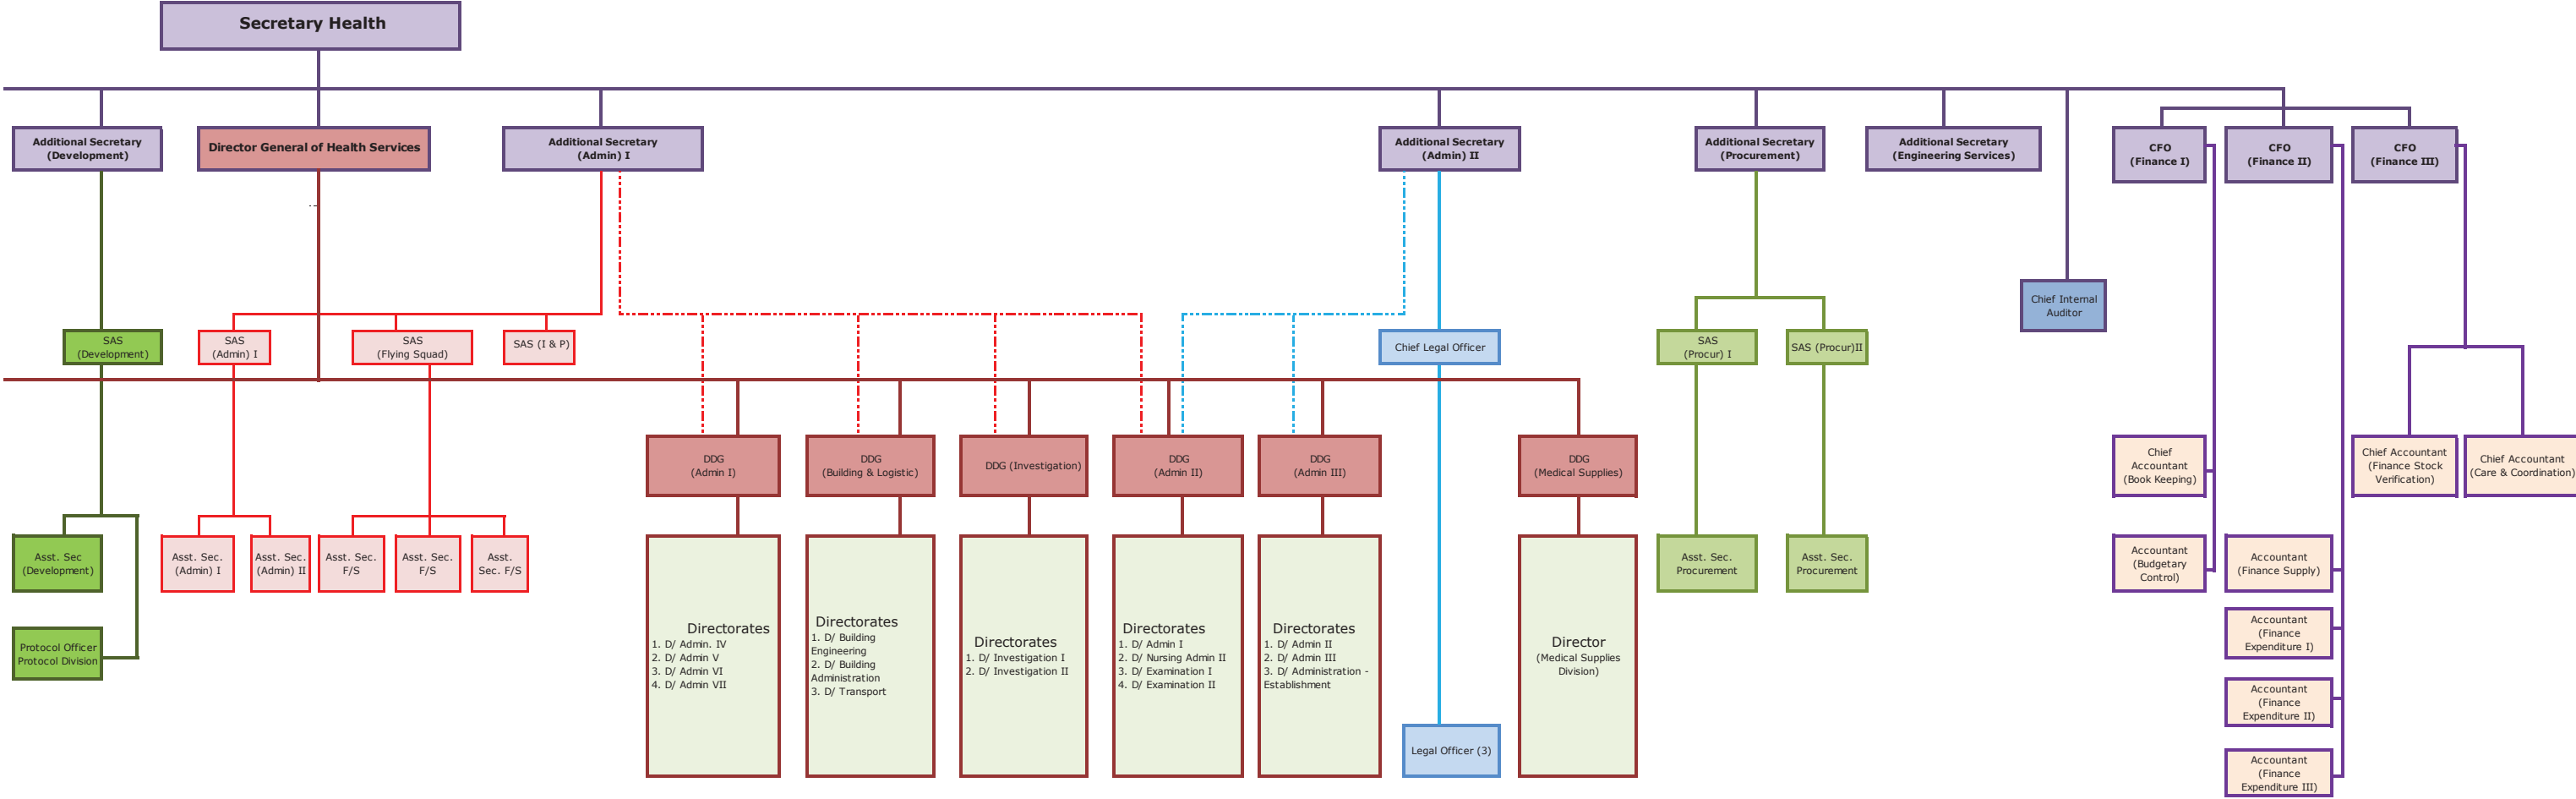 Secretary Health
Additional Secretary
(Development)
Director General of Health Services
Additional Secretary
(Admin) I
Additional Secretary
(Admin) II
Additional Secretary
(Procurement)
Additional Secretary
(Engineering Services)
CFO
(Finance I)
CFO
(Finance II)
CFO
(Finance III)
Chief Internal
Auditor
SAS
(Development)
SAS
(Admin) I
SAS
(Flying Squad)
SAS (I & P)
Chief Legal Officer
SAS
(Procur) I
SAS (Procur)II
DDG
(Admin I)
DDG
(Building & Logistic)
DDG (Investigation)
DDG
(Admin II)
DDG
(Admin III)
DDG
(Medical Supplies)
Chief
Accountant
(Book Keeping)
Chief Accountant
(Finance Stock
Verification)
Chief Accountant
(Care & Coordination)
Asst. Sec
(Development)
Asst. Sec.
(Admin) I
Asst. Sec.
(Admin) II
Asst. Sec.
F/S
Asst. Sec.
F/S
Asst.
Sec. F/S
Asst. Sec.
Procurement
Asst. Sec.
Procurement
Accountant
(Budgetary
Control)
Accountant
(Finance Supply)
Protocol Officer
Protocol Division
Directorates
1. D/ Admin. IV
2. D/ Admin V
3. D/ Admin VI
4. D/ Admin VII
Directorates
1. D/ Building
Engineering
2. D/ Building
Administration
3. D/ Transport
Directorates
1. D/ Investigation I
2. D/ Investigation II
Directorates
1. D/ Admin I
2. D/ Nursing Admin II
3. D/ Examination I
4. D/ Examination II
Directorates
1. D/ Admin II
2. D/ Admin III
3. D/ Administration -
Establishment
Director
(Medical Supplies
Division)
Accountant
(Finance
Expenditure I)
Accountant
(Finance
Expenditure II)
Legal Officer (3)
Accountant
(Finance
Expenditure III)